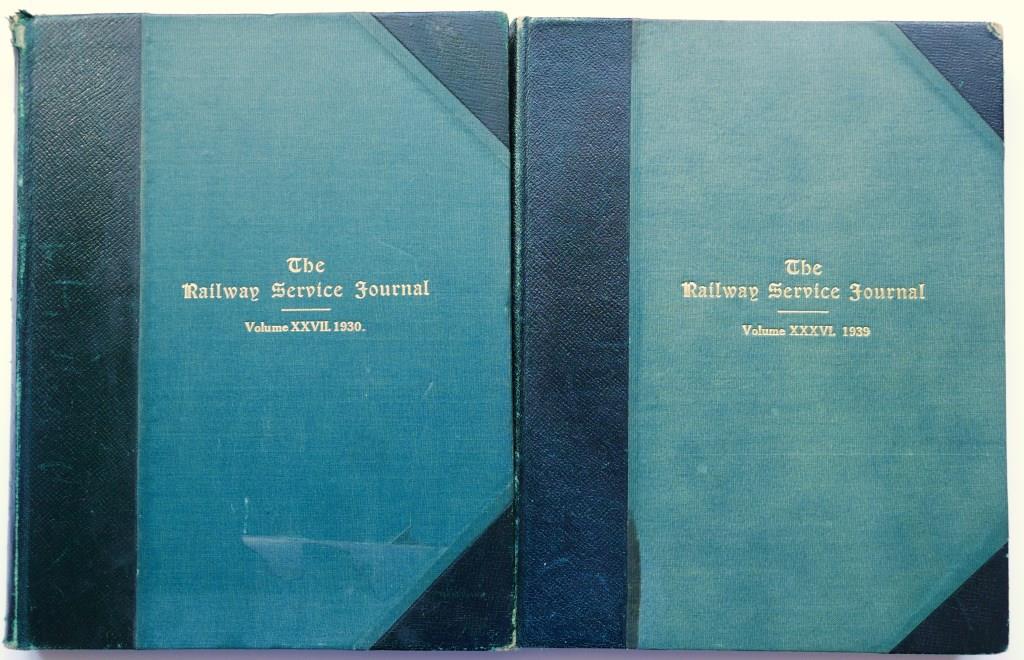 The
Railway Service Journal
Volume XXVII. 1930.
The
Railway Service Journal
Volume XXXVI. 1939